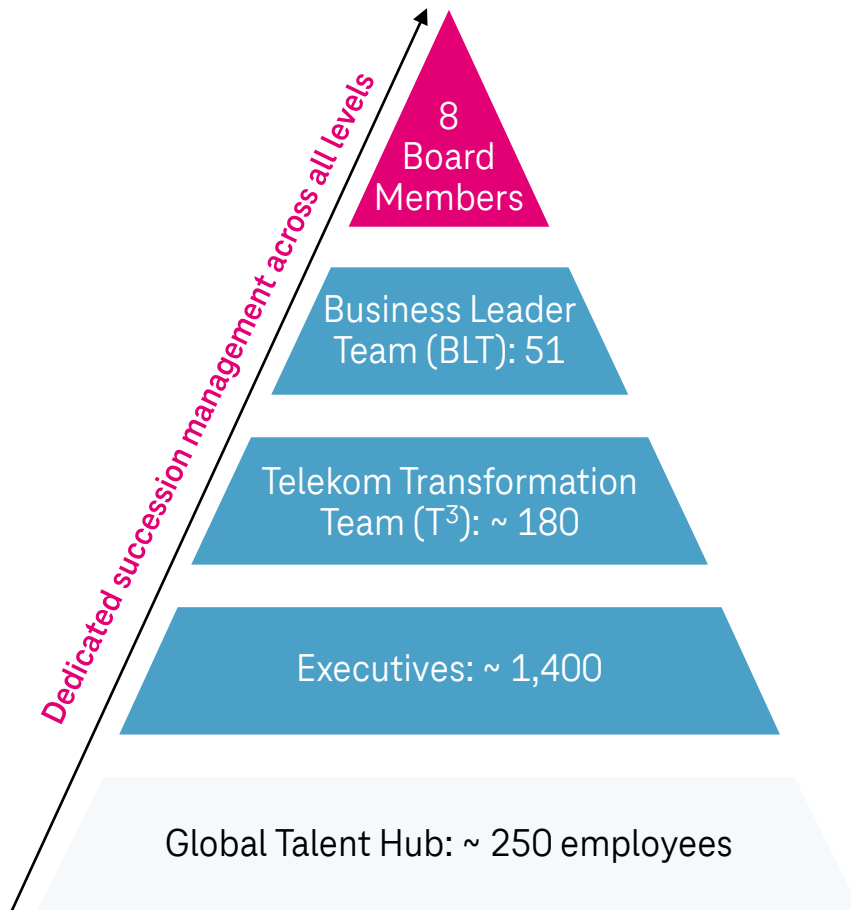 Dedicated succession management across all levels
8
Board
Members
Business Leader
Team (BLT): 51
Telekom Transformation
Team (T³): ~ 180
Executives: ~ 1,400
Global Talent Hub: ~ 250 employees